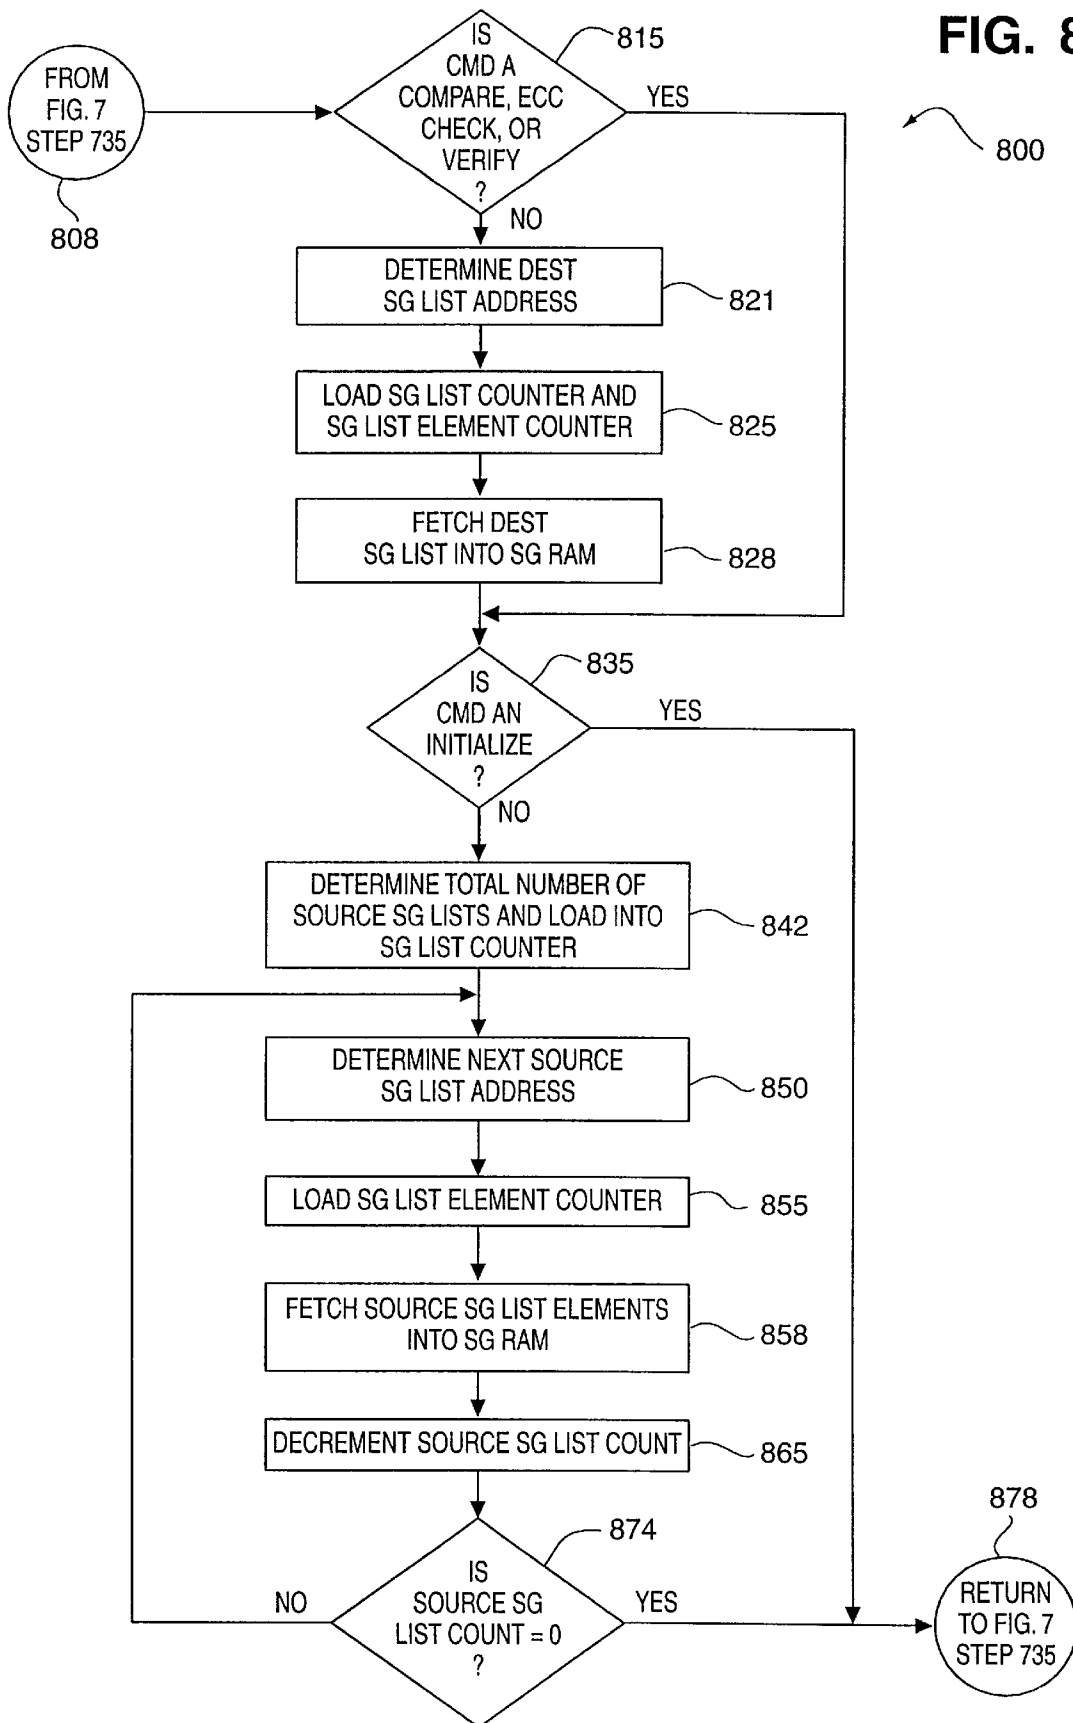 FIG. 8
IS
CMD A
COMPARE, ECC
CHECK, OR
VERIFY
?
815
YES
NO
FROM
FIG. 7
STEP 735
808
800
DETERMINE DEST
SG LIST ADDRESS
821
LOAD SG LIST COUNTER AND
SG LIST ELEMENT COUNTER
825
FETCH DEST
SG LIST INTO SG RAM
828
IS
CMD AN
INITIALIZE
?
835
YES
NO
DETERMINE TOTAL NUMBER OF
SOURCE SG LISTS AND LOAD INTO
SG LIST COUNTER
842
DETERMINE NEXT SOURCE
SG LIST ADDRESS
850
LOAD SG LIST ELEMENT COUNTER
855
FETCH SOURCE SG LIST ELEMENTS
INTO SG RAM
858
DECREMENT SOURCE SG LIST COUNT
865
IS
SOURCE SG
LIST COUNT = 0
?
874
NO
YES
878
RETURN
TO FIG. 7
STEP 735